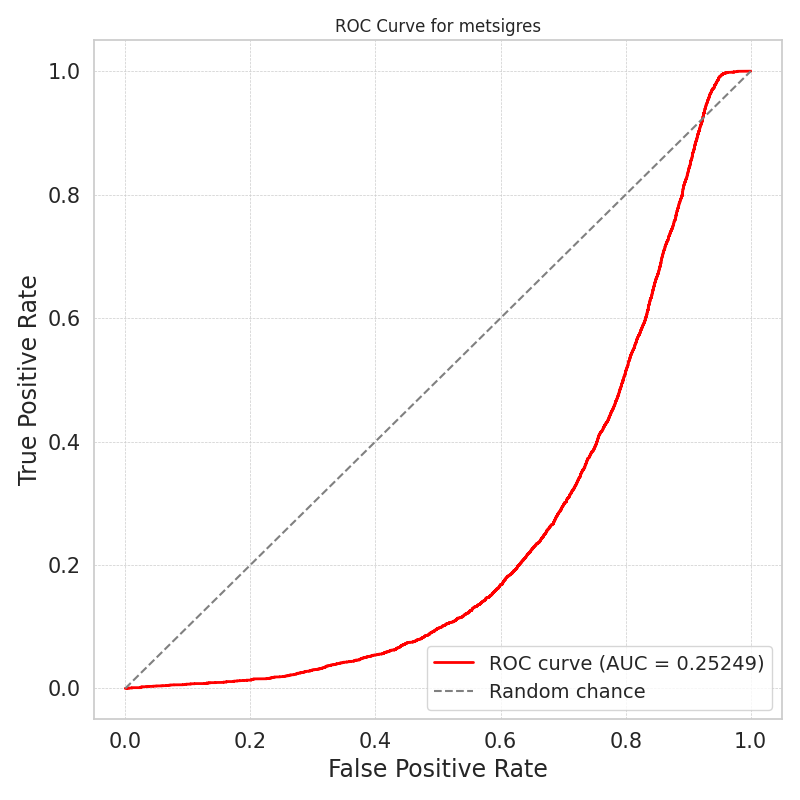 ROC Curve for metsigres
1.0
0.8
0.6
0.4
0.2
0.0
True Positive Rate
ROC curve (AUC = 0.25249)
Random chance
0.0 0.2 0.4 0.6 0.8 1.0
False Positive Rate